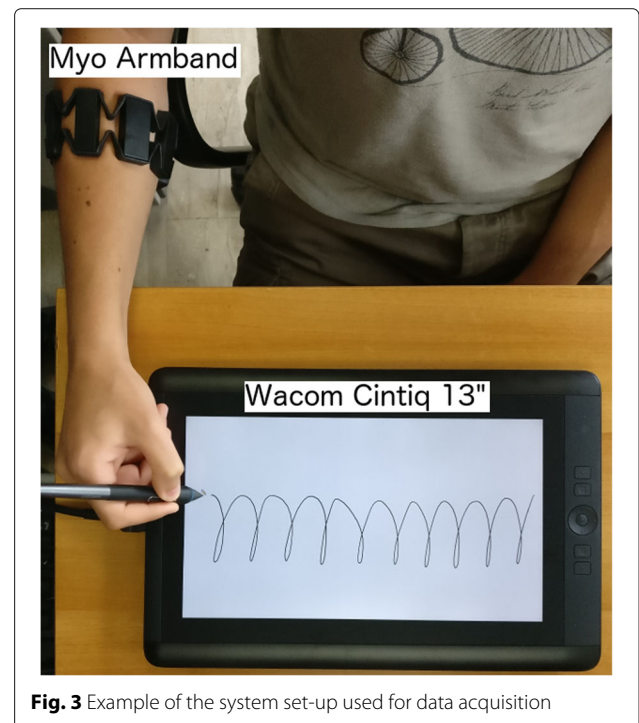 Myo Armband
Wacom Cintiq 13"
Fig. 3 Example of the system set-up used for data acquisition